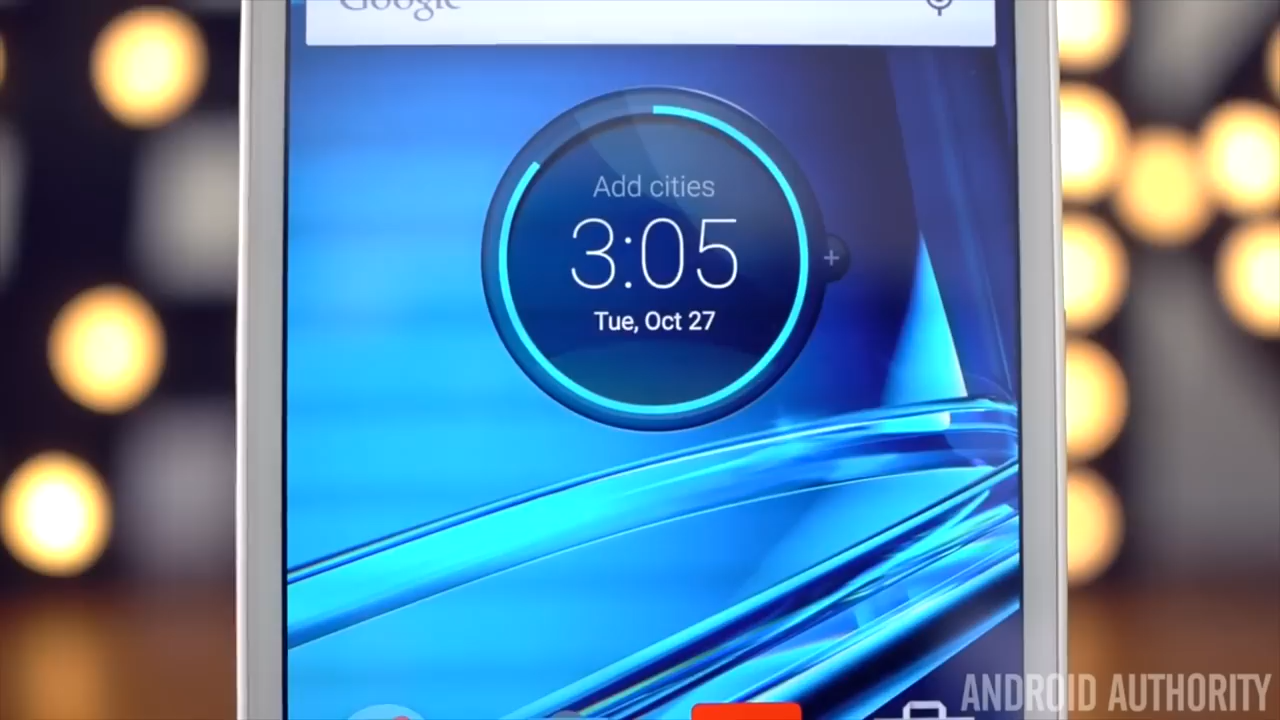 Google
Add cities
3:05
+
Tue, Oct 27
ANDROID AUTHORITY